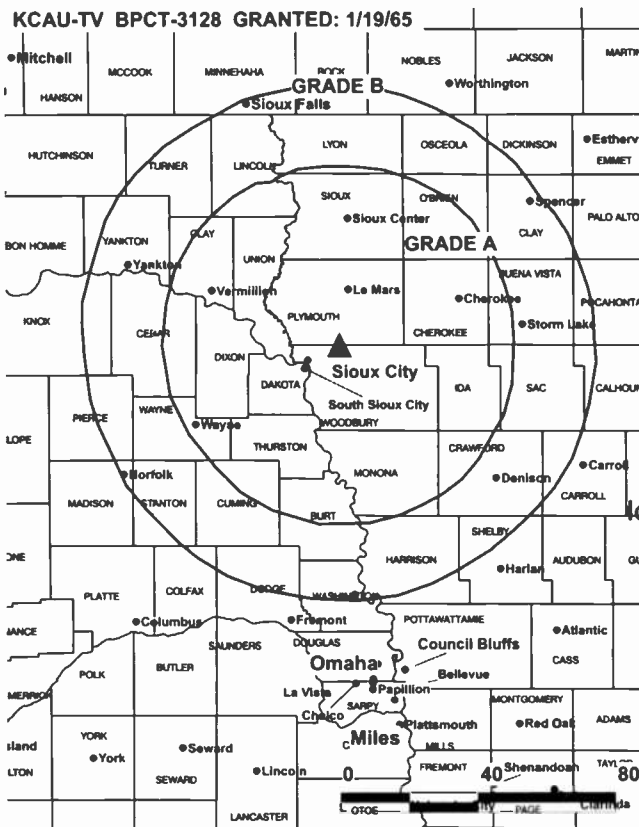 KCAU-TV BPCT-3128 GRANTED: 1/19/65
Mitchell
MCCOOK
MINNEHAHA
ROCK
NOBLES
JACKSON
HANSON
GRADE B
Worthington
Sioux Falls
HUTCHINSON
TURNER
LINCOLN
LYON
OSCEOLA
DICKINSON
EMMET
SIOUX
O'BRIEN
Spencer
Sioux Center
CLAY
PALO ALTO
BON HOMME
YANKTON
CLAY
UNION
GRADE A
Yankton
BUENA VISTA
Vermillion
Le Mars
Cherokee
KNOX
CEDAR
PLYMOUTH
CHEROKEE
Storm Lake
DIXON
Sioux City
DAKOTA
IDA
SAC
South Sioux City
PIERCE
WAYNE
Wayne
WOODBURY
THURSTON
CRAWFORD
Norfolk
MONONA
Denison
Carroll
MADISON
STANTON
CUMING
BURT
CARROLL
SHELBY
HARRISON
Harlan
AUDUBON
PLATTE
COLFAX
DODGE
WASHINGTON
Columbus
Fremont
POTTAWATTAMIE
Atlantic
SAUNDERS
DOUGLAS
Council Bluffs
CASS
POLK
BUTLER
Omaha
Bellevue
La Vista
Papillion
Chalco
SARPY
MONTGOMERY
Plattsmouth
Red Oak
ADAMS
YORK
York
Seward
Miles
MILLS
SEWARD
Lincoln
FREMONT
Shenandoah
0 40 80
LANCASTER
OTOE
PAGE
Clarinda